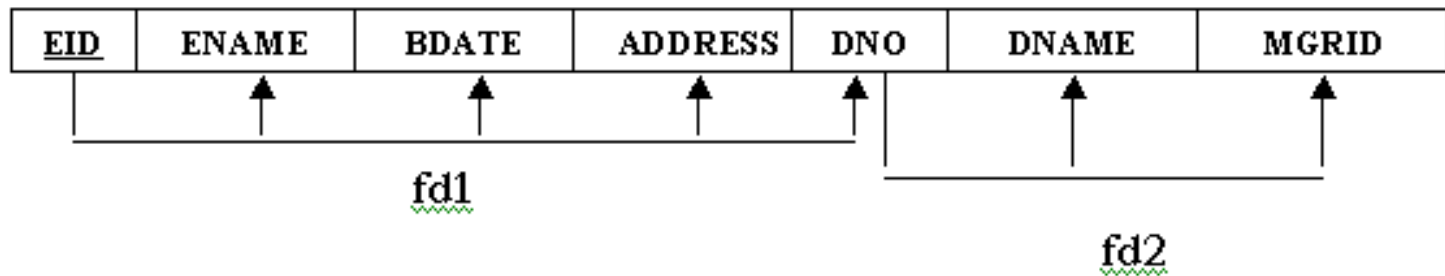 EID ENAME BDATE ADDRESS DNO DNAME MGRID
fd1
fd2